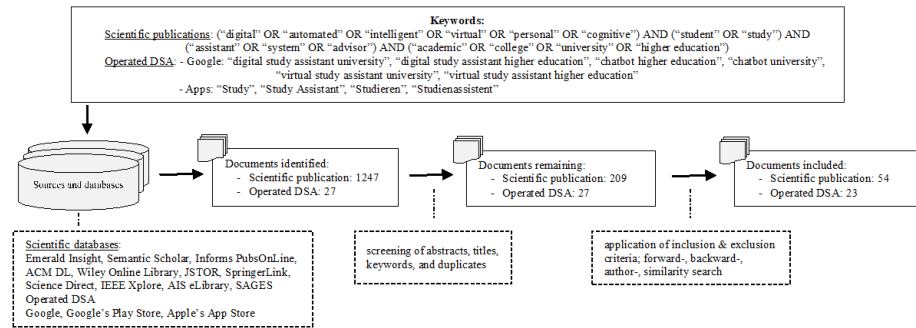 Keywords:
Scientific publications: (“digital” OR “automated” OR “intelligent” OR “virtual” OR “personal” OR “cognitive”) AND (“student” OR “study”) AND
(“assistant” OR “system” OR “advisor”) AND (“academic” OR “college” OR “university” OR “higher education”)
Operated DSA: - Google: “digital study assistant university”, “digital study assistant higher education”, “chatbot higher education”, “chatbot university”,
“virtual study assistant university”, “virtual study assistant higher education”
- Apps: “Study”, “Study Assistant”, “Studieren”, “Studienassistent”
Sources and databases
Documents identified:
- Scientific publication: 1247
- Operated DSA: 27
Documents remaining:
- Scientific publication: 209
- Operated DSA: 27
Documents included:
- Scientific publication: 54
- Operated DSA: 23
Scientific databases:
Emerald Insight, Semantic Scholar, Informs PubsOnLine,
ACM DL, Wiley Online Library, JSTOR, SpringerLink,
Science Direct, IEEE Xplore, AIS eLibrary, SAGES
Operated DSA
Google, Google’s Play Store, Apple’s App Store
screening of abstracts, titles,
keywords, and duplicates
application of inclusion & exclusion
criteria; forward-, backward-,
author-, similarity search